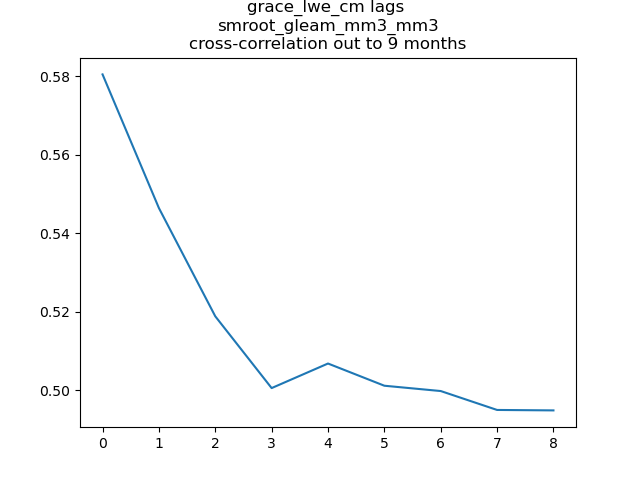 grace_lwe_cm lags
smroot_gleam_mm3_mm3
cross-correlation out to 9 months
0.58
0.56
0.54
0.52
0.50
0 1 2 3 4 5 6 7 8